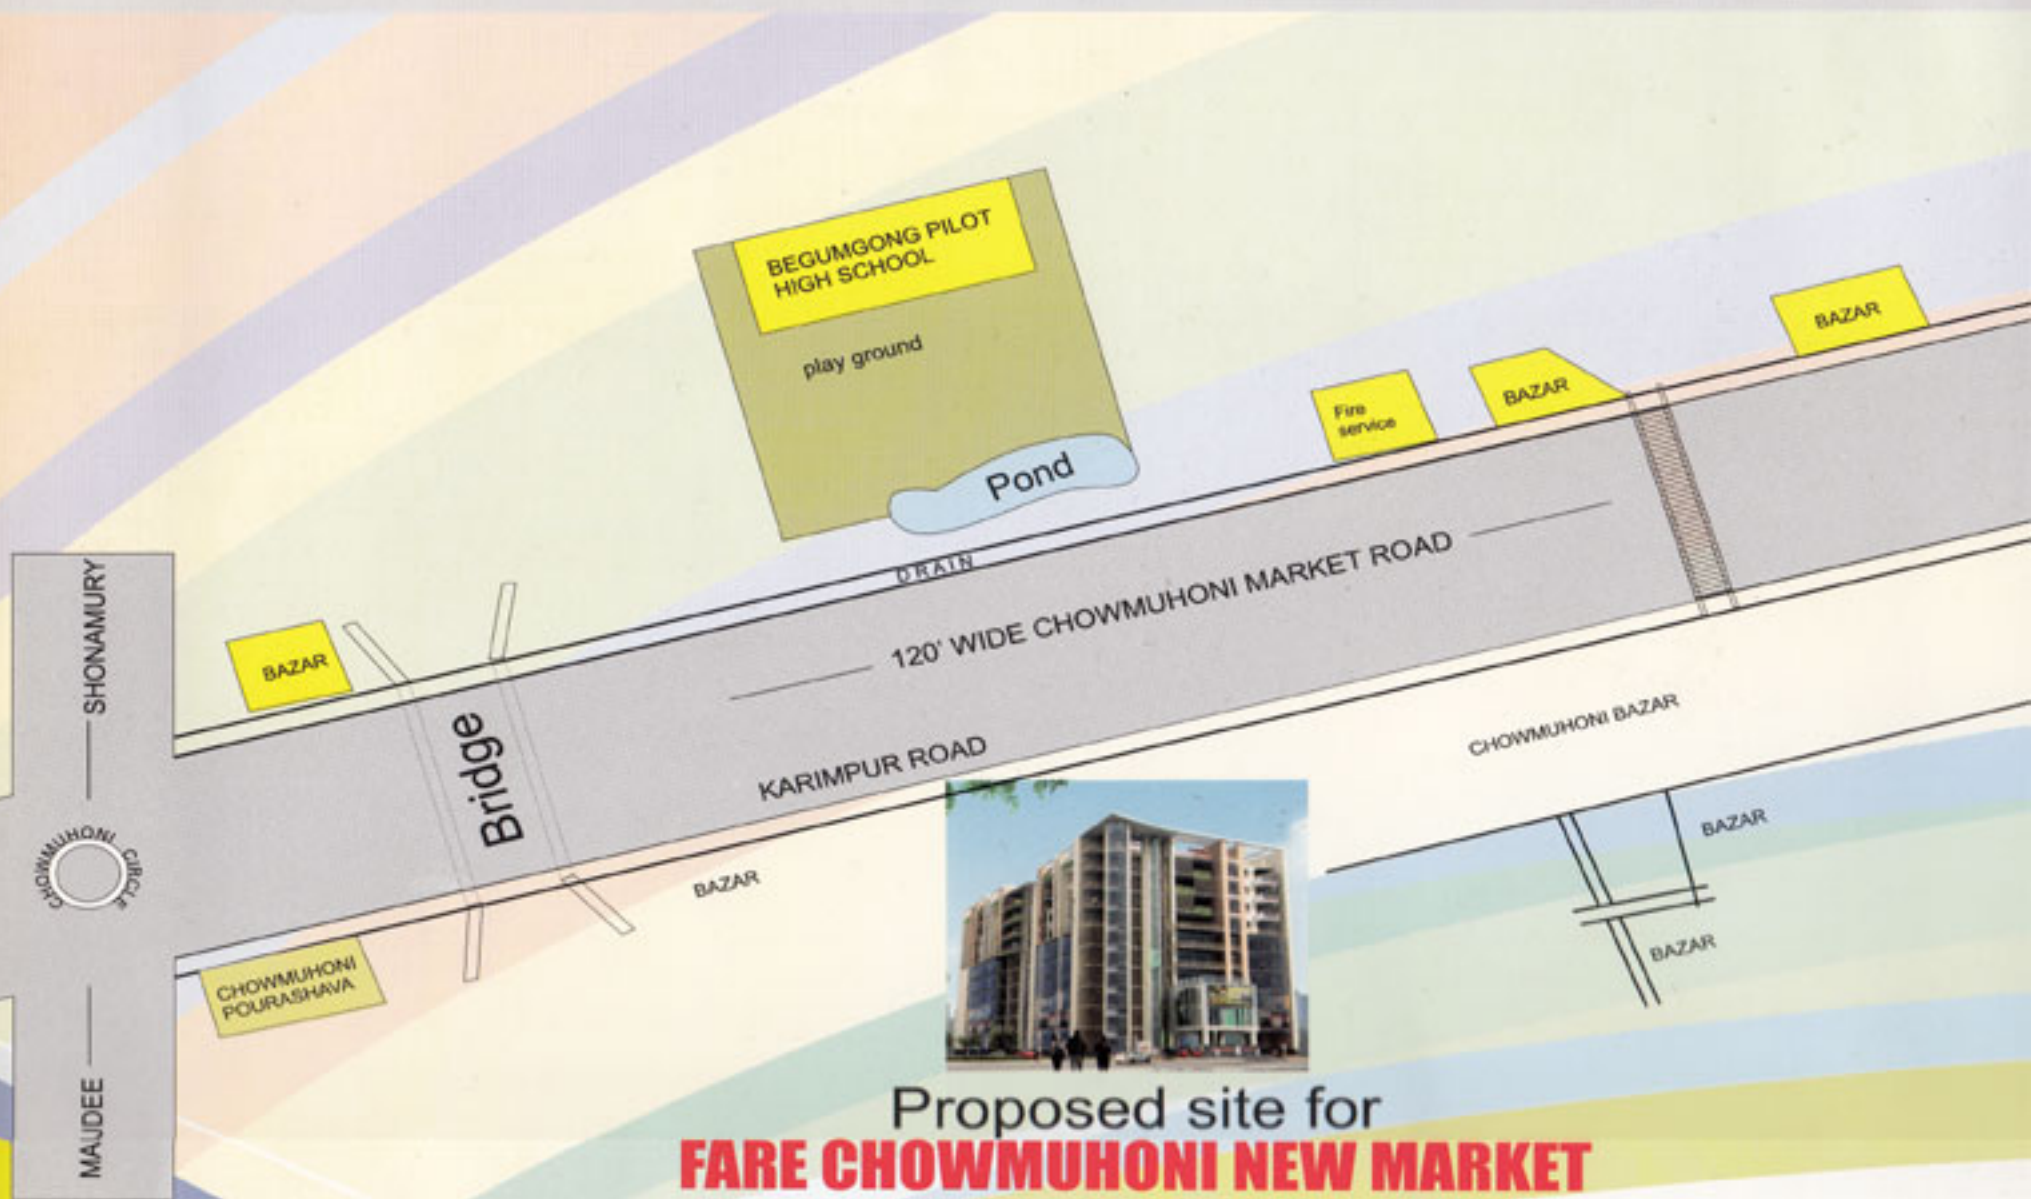 BEGUMGONG PILOT
HIGH SCHOOL
play ground
Pond
Fire
service
BAZAR
BAZAR
DRAIN
120' WIDE CHOWMUHONI MARKET ROAD
SHONAMURY
BAZAR
Bridge
KARIMPUR ROAD
CHOWMUHONI BAZAR
CHOWMUHONI CIRCLE
BAZAR
BAZAR
BAZAR
CHOWMUHONI
POURASHAVA
MAIJDEE
Proposed site for
FARE CHOWMUHONI NEW MARKET